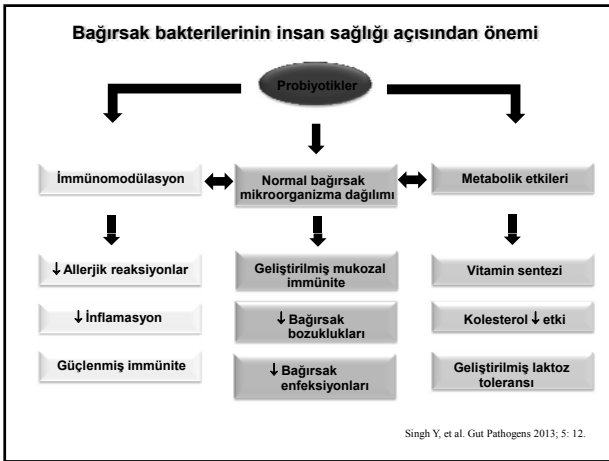 Bağırsak bakterilerinin insan sağlığı açısından önemi
Probiyotikler
İmmünomodülasyon
Normal bağırsak
mikroorganizma dağılımı
Metabolik etkileri
↓ Allerjik reaksiyonlar
Geliştirilmiş mukozal
immünite
Vitamin sentezi
↓ İnflamasyon
↓ Bağırsak
bozuklukları
Kolesterol ↓ etki
Güçlenmiş immünite
↓ Bağırsak
enfeksiyonları
Geliştirilmiş laktoz
toleransı
Singh Y, et al. Gut Pathogens 2013; 5: 12.